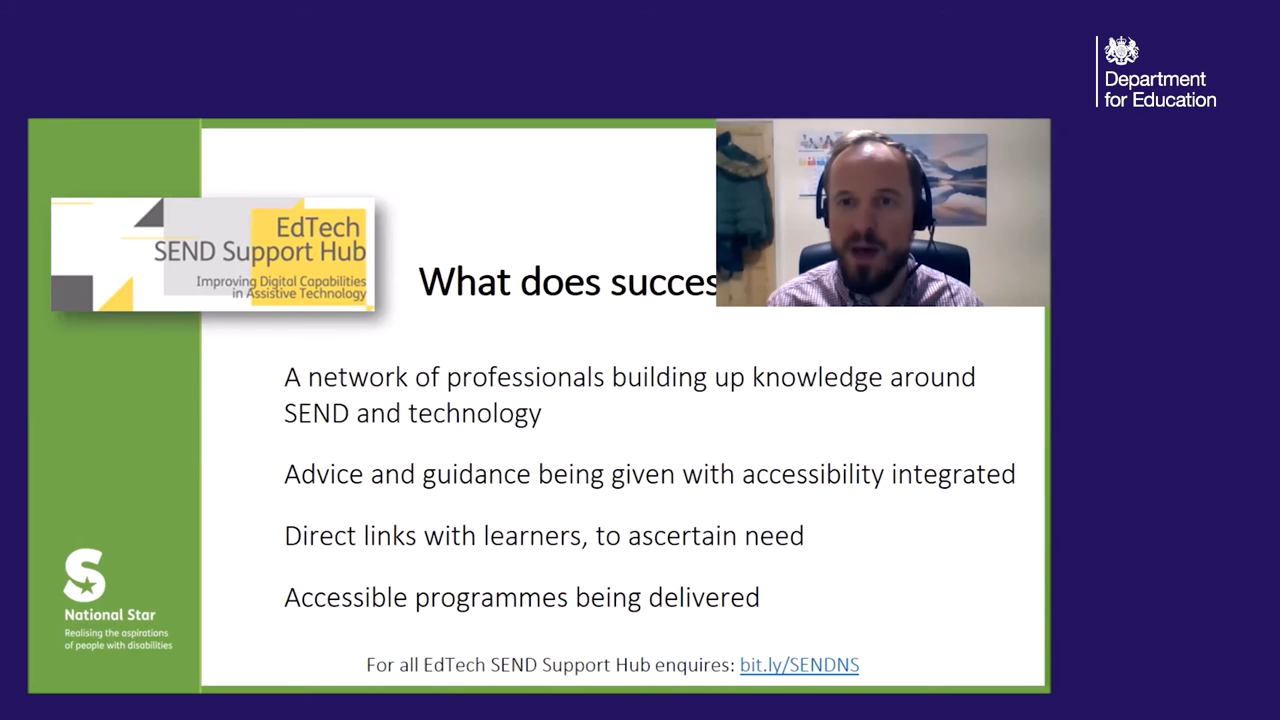 Department
for Education
EdTech
SEND Support Hub
Improving Digital Capabilities
in Assistive Technology
What does succes
A network of professionals building up knowledge around
SEND and technology
Advice and guidance being given with accessibility integrated
Direct links with learners, to ascertain need
Accessible programmes being delivered
National Star
Realising the aspirations
of people with disabilities
For all EdTech SEND Support Hub enquires: bit.ly/SENDNS